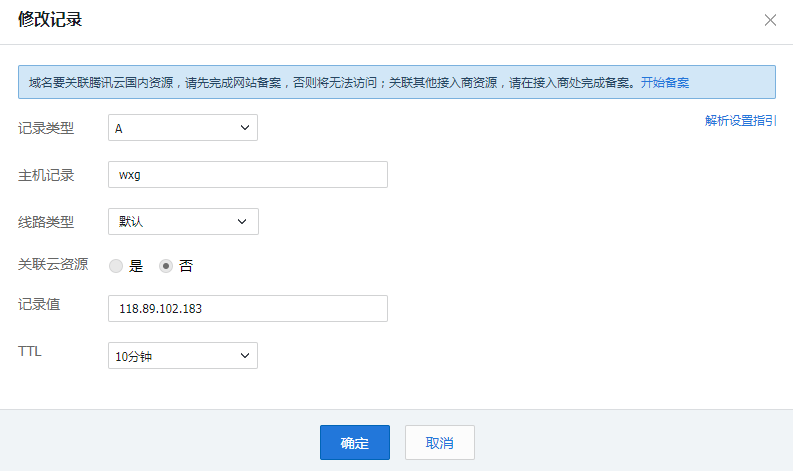 修改记录
域名要关联腾讯云国内资源，请先完成网站备案，否则将无法访问；关联其他接入商资源，请在接入商处完成备案。开始备案
解析设置指引
记录类型 A
主机记录 wxg
线路类型 默认
关联云资源 是 否
记录值 118.89.102.183
TTL 10分钟
确定 取消